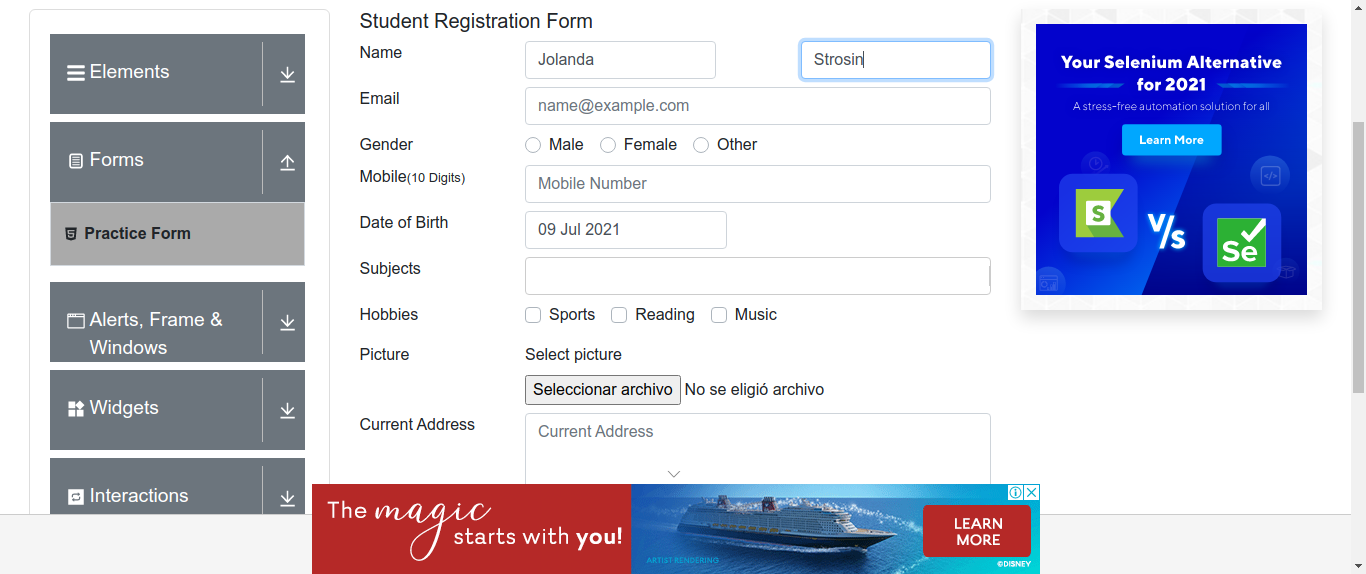 Elements
Forms
Practice Form
Alerts, Frame &
Windows
Widgets
Interactions
Student Registration Form
Name
Jolanda
Strosin
Email
name@example.com
Gender
Male
Female
Other
Mobile(10 Digits)
Mobile Number
Date of Birth
09 Jul 2021
Subjects
Hobbies
Sports
Reading
Music
Picture
Select picture
Seleccionar archivo No se eligió archivo
Current Address
Current Address
Your Selenium Alternative
for 2021
A stress-free automation solution for all
Learn More
S
V/s
Se
The magic
starts with you!
ARTIST RENDERING
LEARN
MORE
©DISNEY